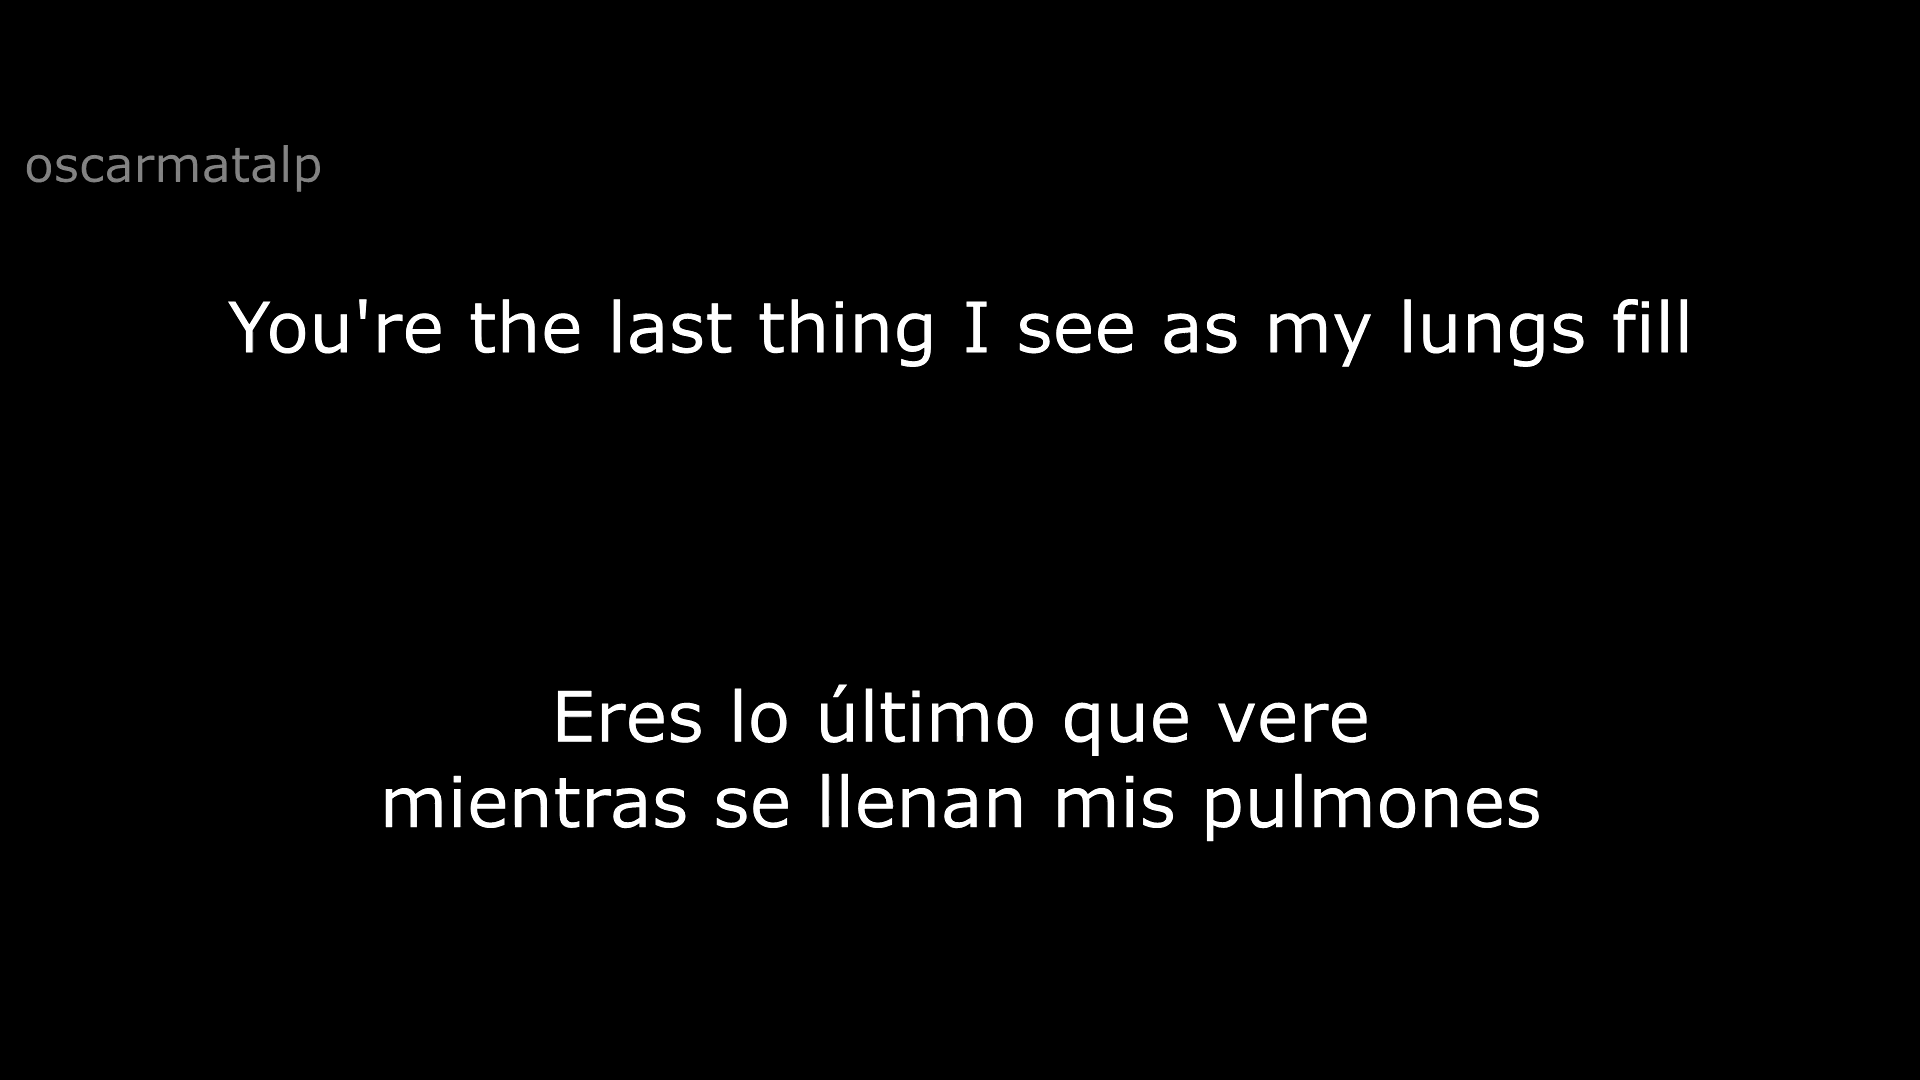 oscarmatalp
You're the last thing I see as my lungs fill
Eres lo último que vere
mientras se llenan mis pulmones